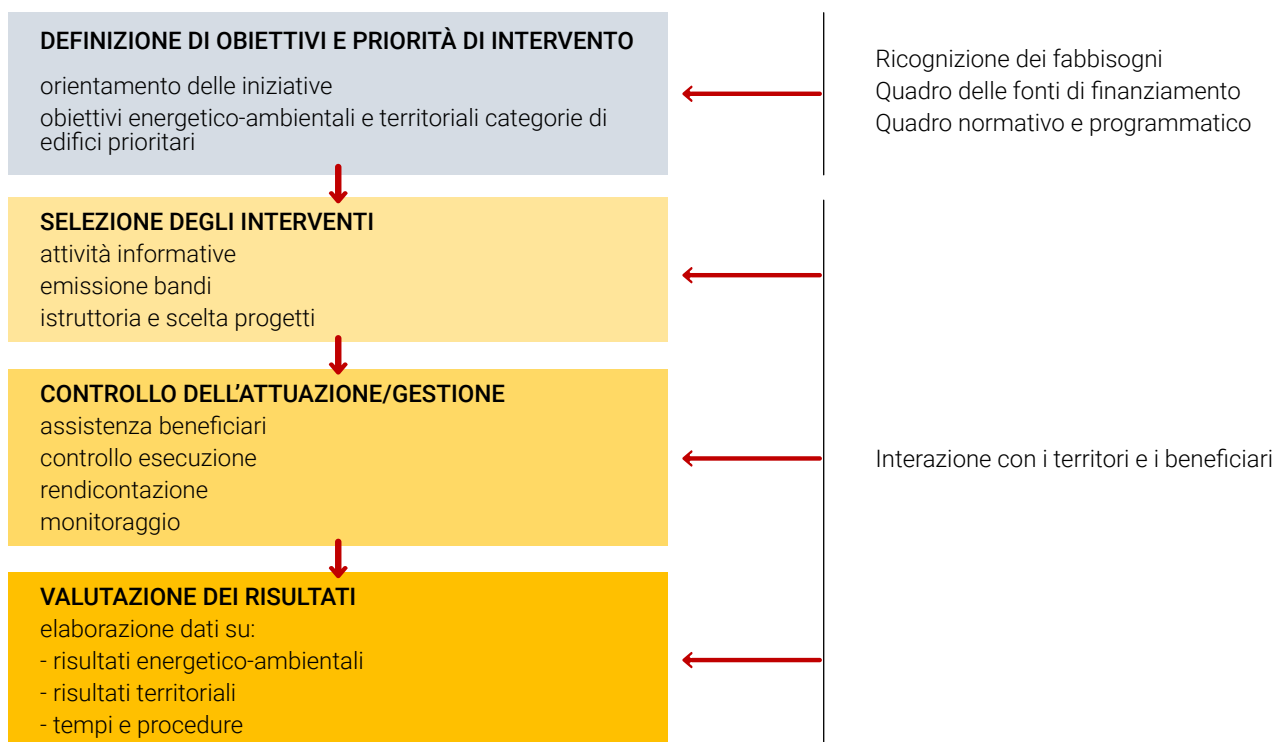 DEFINIZIONE DI OBIETTIVI E PRIORITÀ DI INTERVENTO
orientamento delle iniziative
obiettivi energetico-ambientali e territoriali categorie di
edifici prioritari
Ricognizione dei fabbisogni
Quadro delle fonti di finanziamento
Quadro normativo e programmatico
SELEZIONE DEGLI INTERVENTI
attività informative
emissione bandi
istruttoria e scelta progetti
CONTROLLO DELL'ATTUAZIONE/GESTIONE
assistenza beneficiari
controllo esecuzione
rendicontazione
monitoraggio
Interazione con i territori e i beneficiari
VALUTAZIONE DEI RISULTATI
elaborazione dati su:
- risultati energetico-ambientali
- risultati territoriali
- tempi e procedure